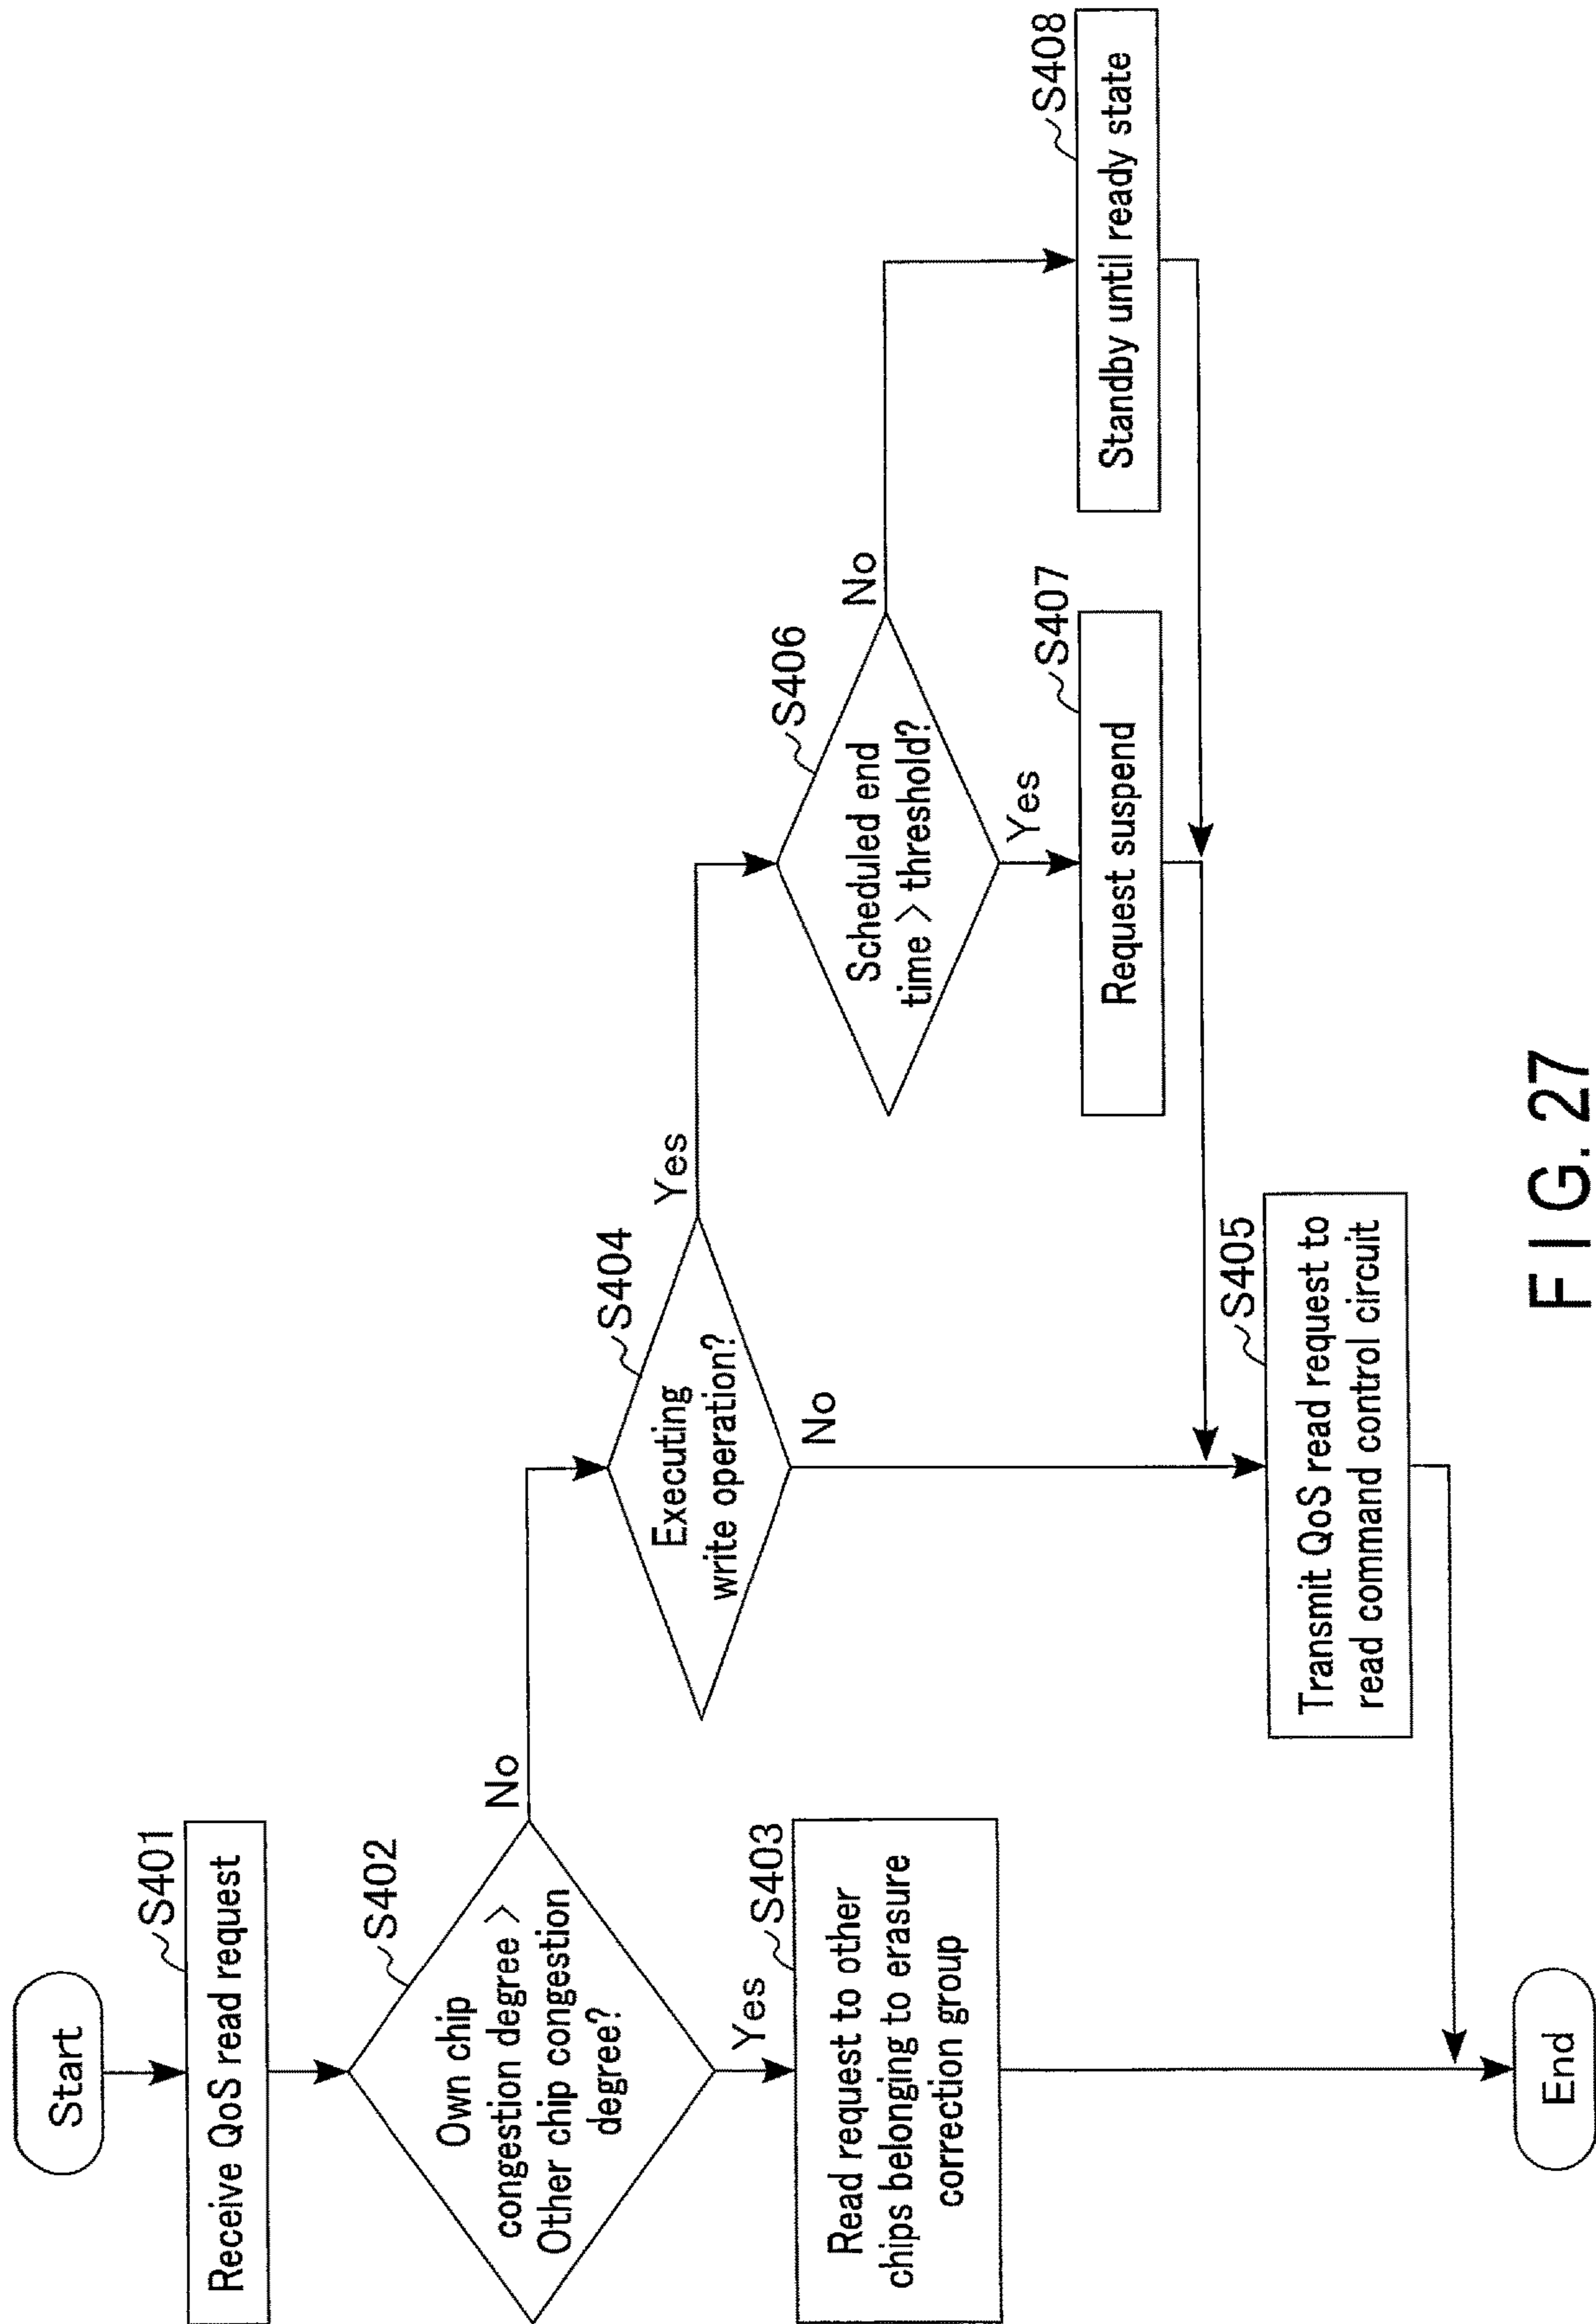 Start
S401
Receive QoS read request
S402
Own chip
congestion degree >
Other chip congestion
degree?
No
Yes
S403
Read request to other
chips belonging to erasure
correction group
S404
Executing
write operation?
Yes
No
S405
Transmit QoS read request to
read command control circuit
S406
Scheduled end
time > threshold?
No
Yes
S407
Request suspend
S408
Standby until ready state
End
FIG. 27